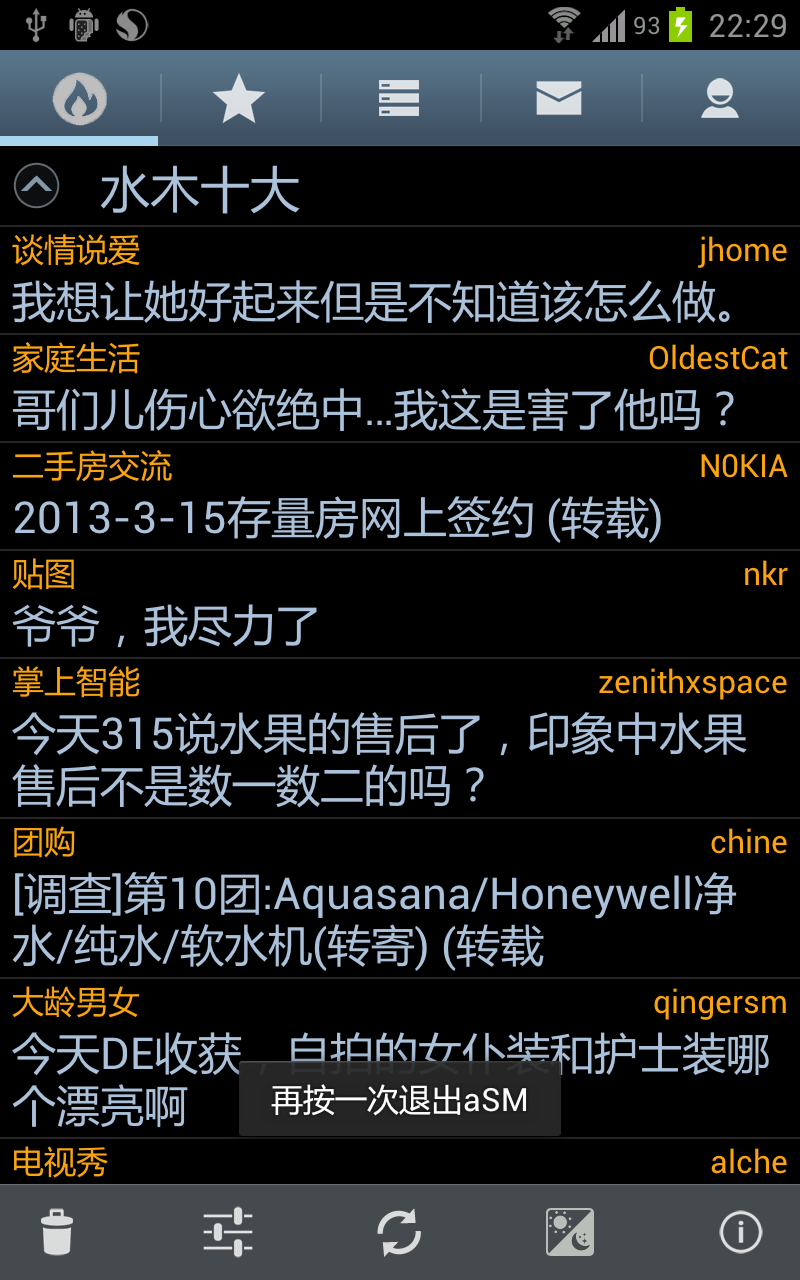 93 22:29
水木十大
谈情说爱 jhome
我想让她好起来但是不知道该怎么做。
家庭生活 OldestCat
哥们儿伤心欲绝中...我这是害了他吗？
二手房交流 N0KIA
2013-3-15存量房网上签约 (转载)
贴图 nkr
爷爷，我尽力了
掌上智能 zenithxspace
今天315说水果的售后了，印象中水果
售后不是数一数二的吗？
团购 chine
[调查]第10团:Aquasana/Honeywell净
水/纯水/软水机(转寄) (转载
大龄男女 qingersm
今天DE收获，自拍的女仆装和护士装哪
个漂亮啊
再按一次退出aSM
电视秀 alche